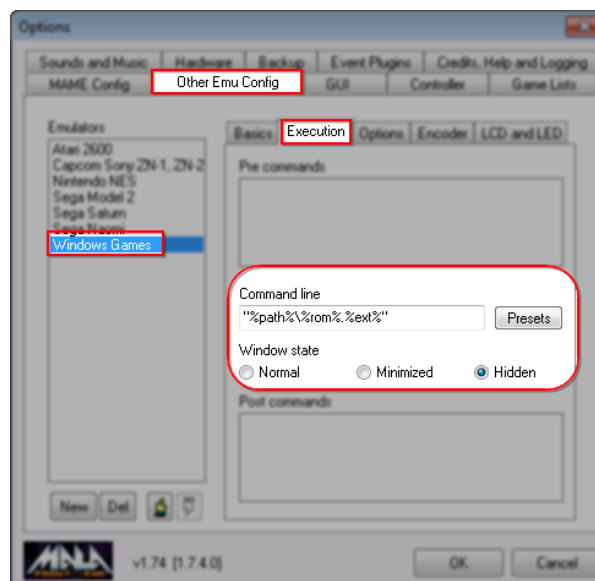 Options
Sounds and Music Hardware Backup Event Plugins Credits, Help and Logging
MAME Config Other Emu Config GUI Controller Game Lists
Emulators
Atari 2600
Capcom Sony ZN-1, ZN-2
Nintendo NES
Sega Model 2
Sega Saturn
Sega Naomi
Windows Games
Basics Execution Options Encoder LCD and LED
Pre commands
Command line
"%path%\%rom%.%ext%" Presets
Window state
Normal Minimized Hidden
Post commands
New Del
MALA v1.74 [1.7.4.0] OK Cancel